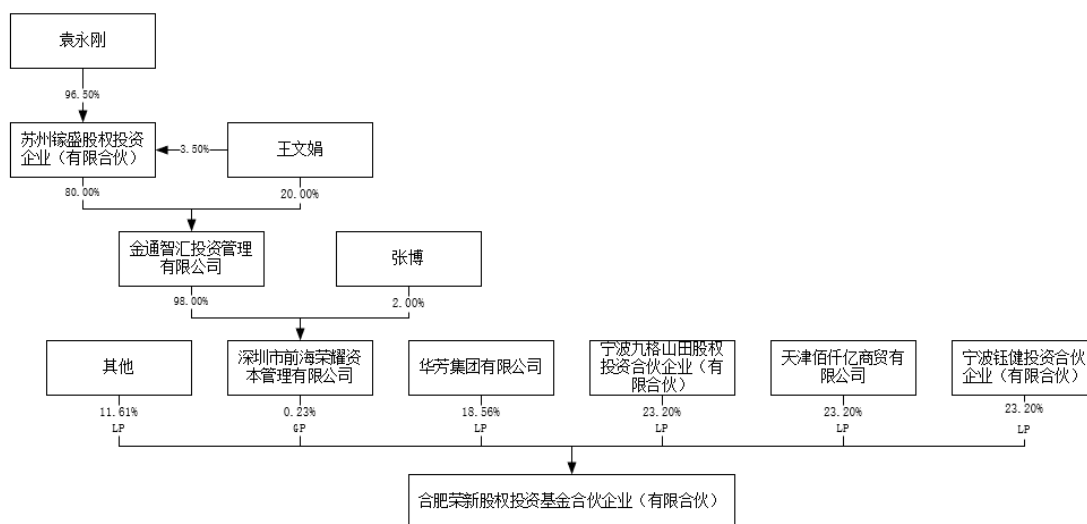 袁永刚
96.50%
苏州镓盛股权投资
企业（有限合伙）
3.50%
王文娟
80.00%
20.00%
金通智汇投资管理
有限公司
张博
98.00%
2.00%
其他
深圳市前海荣耀资
本管理有限公司
华芳集团有限公司
宁波九格山田股权
投资合伙企业（有
限合伙）
天津佰仟亿商贸有
限公司
宁波钰健投资合伙
企业（有限合伙）
11.61%
LP
0.23%
GP
18.56%
LP
23.20%
LP
23.20%
LP
23.20%
LP
合肥荣新股权投资基金合伙企业（有限合伙）